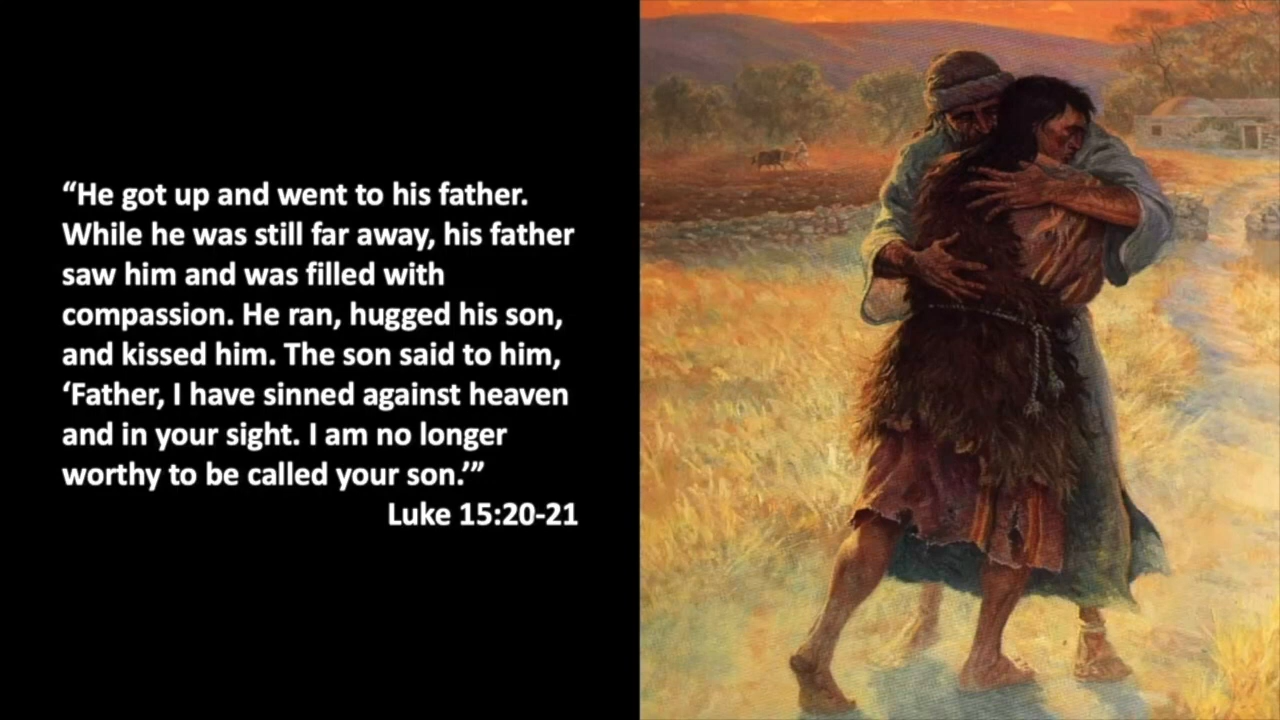 “He got up and went to his father.
While he was still far away, his father
saw him and was filled with
compassion. He ran, hugged his son,
and kissed him. The son said to him,
‘Father, I have sinned against heaven
and in your sight. I am no longer
worthy to be called your son.’”
Luke 15:20-21